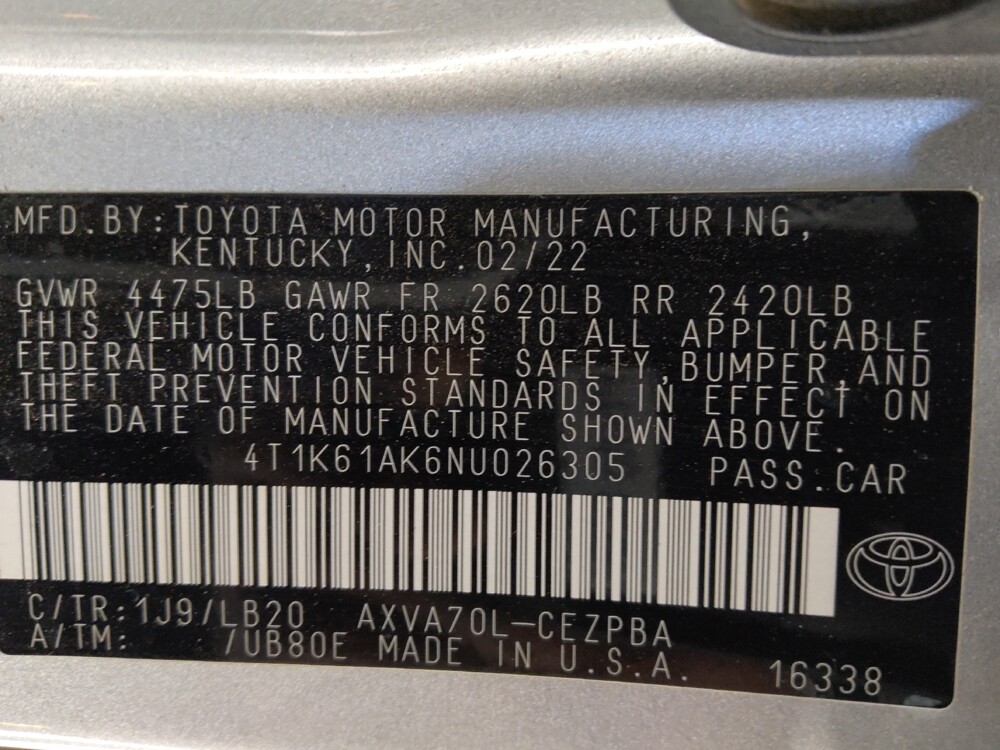 MFD.BY:TOYOTA MOTOR MANUFACTURING,
KENTUCKY,INC.02/22
GVWR 4475LB GAWR FR 2620LB RR 2420LB
THIS VEHICLE CONFORMS TO ALL APPLICABLE
FEDERAL MOTOR VEHICLE SAFETY,BUMPER,AND
THEFT PREVENTION STANDARDS IN EFFECT ON
THE DATE OF MANUFACTURE SHOWN ABOVE.
4T1K61AK6NU026305 PASS.CAR
C/TR:1J9/LB20 AXVA70L-CEZPBA
A/TM: /UB80E MADE IN U.S.A. 16338